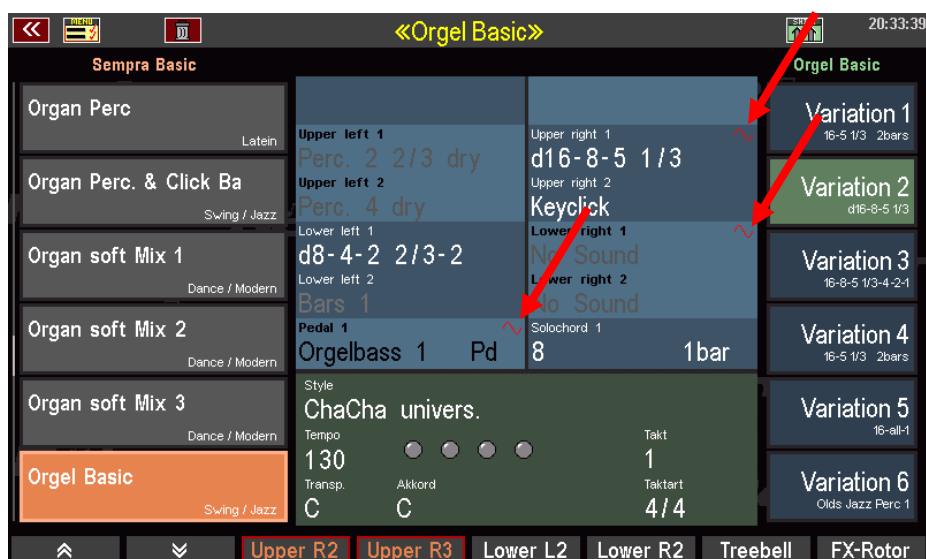 MENU
«Orgel Basic»
20:33:39
Sempra Basic
Orgel Basic
Organ Perc
Latein
Organ Perc. & Click Ba
Swing / Jazz
Organ soft Mix 1
Dance / Modern
Organ soft Mix 2
Dance / Modern
Organ soft Mix 3
Dance / Modern
Orgel Basic
Swing / Jazz
Upper left 1
Perc. 2 2/3 dry
Upper left 2
Perc. 4 dry
Lower left 1
d8-4-2 2/3-2
Lower left 2
Bars 1
Pedal 1
Orgelbass 1 Pd
Upper right 1
d16-8-5 1/3
Upper right 2
Keyclick
Lower right 1
No Sound
Lower right 2
No Sound
Solochord 1
8 1bar
Style
ChaCha univers.
Tempo
130
Takt
1
Transp.
C
Akkord
C
Taktart
4/4
Variation 1
16-5 1/3 2bars
Variation 2
d16-8-5 1/3
Variation 3
16-8-5 1/3-4-2-1
Variation 4
16-5 1/3 2bars
Variation 5
16-all-1
Variation 6
Olds Jazz Perc 1
Upper R2
Upper R3
Lower L2
Lower R2
Treebell
FX-Rotor